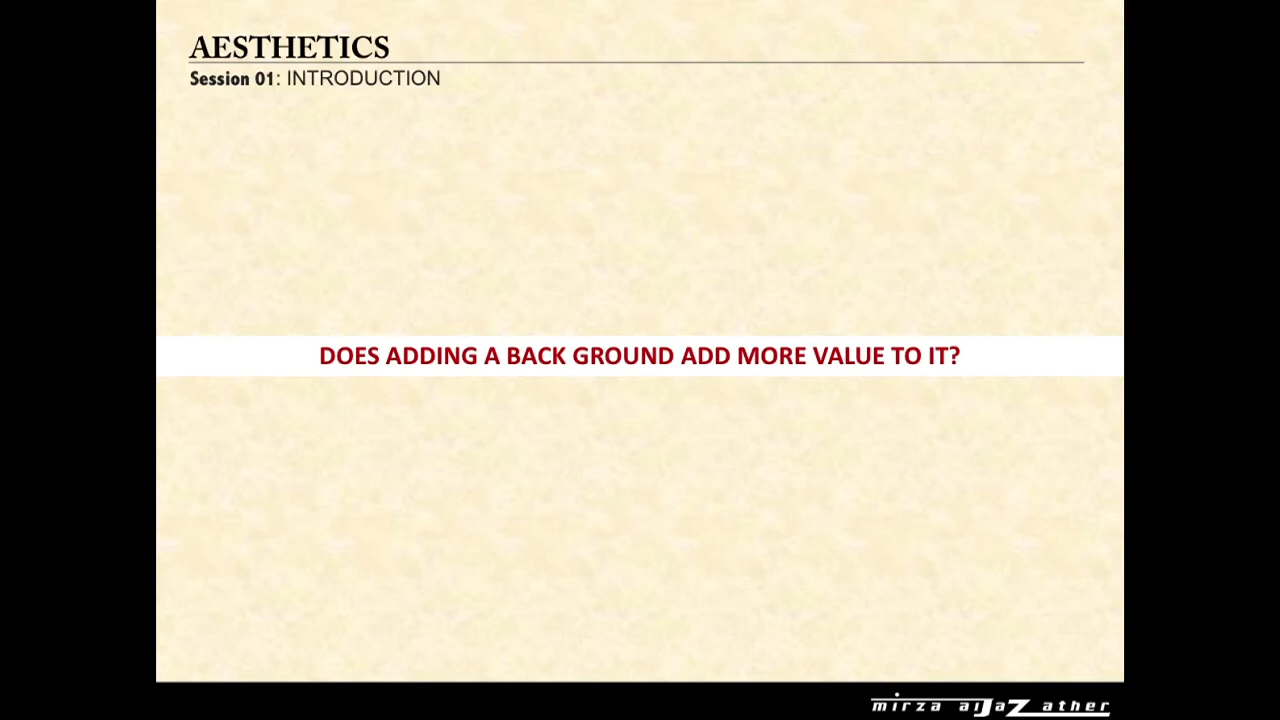 AESTHETICS
Session 01: INTRODUCTION
DOES ADDING A BACK GROUND ADD MORE VALUE TO IT?
mirza aijaz ather